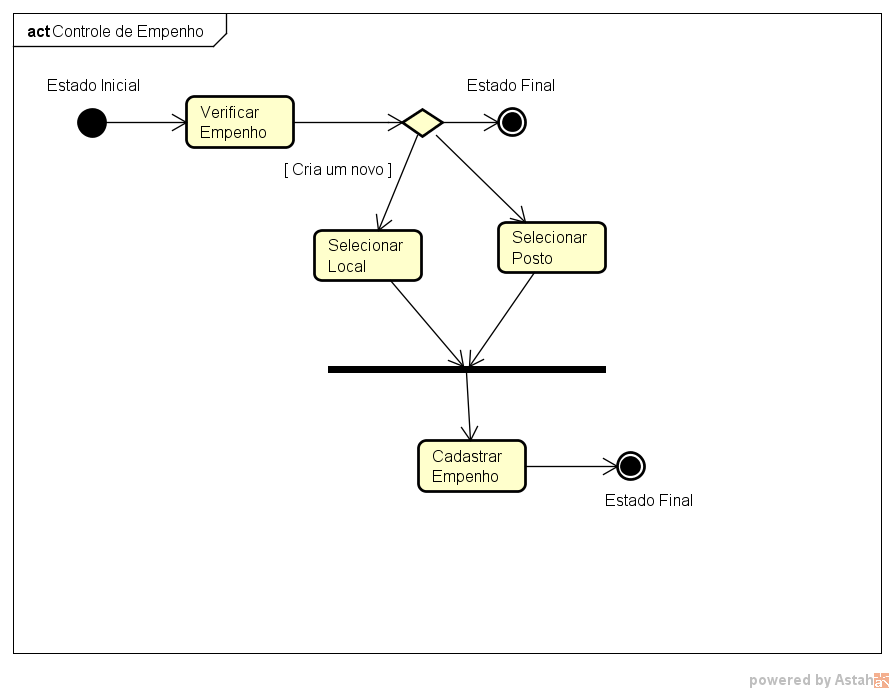 act Controle de Empenho
Estado Inicial
Estado Final
Verificar
Empenho
[ Cria um novo ]
Selecionar
Local
Selecionar
Posto
Cadastrar
Empenho
Estado Final
powered by Astah